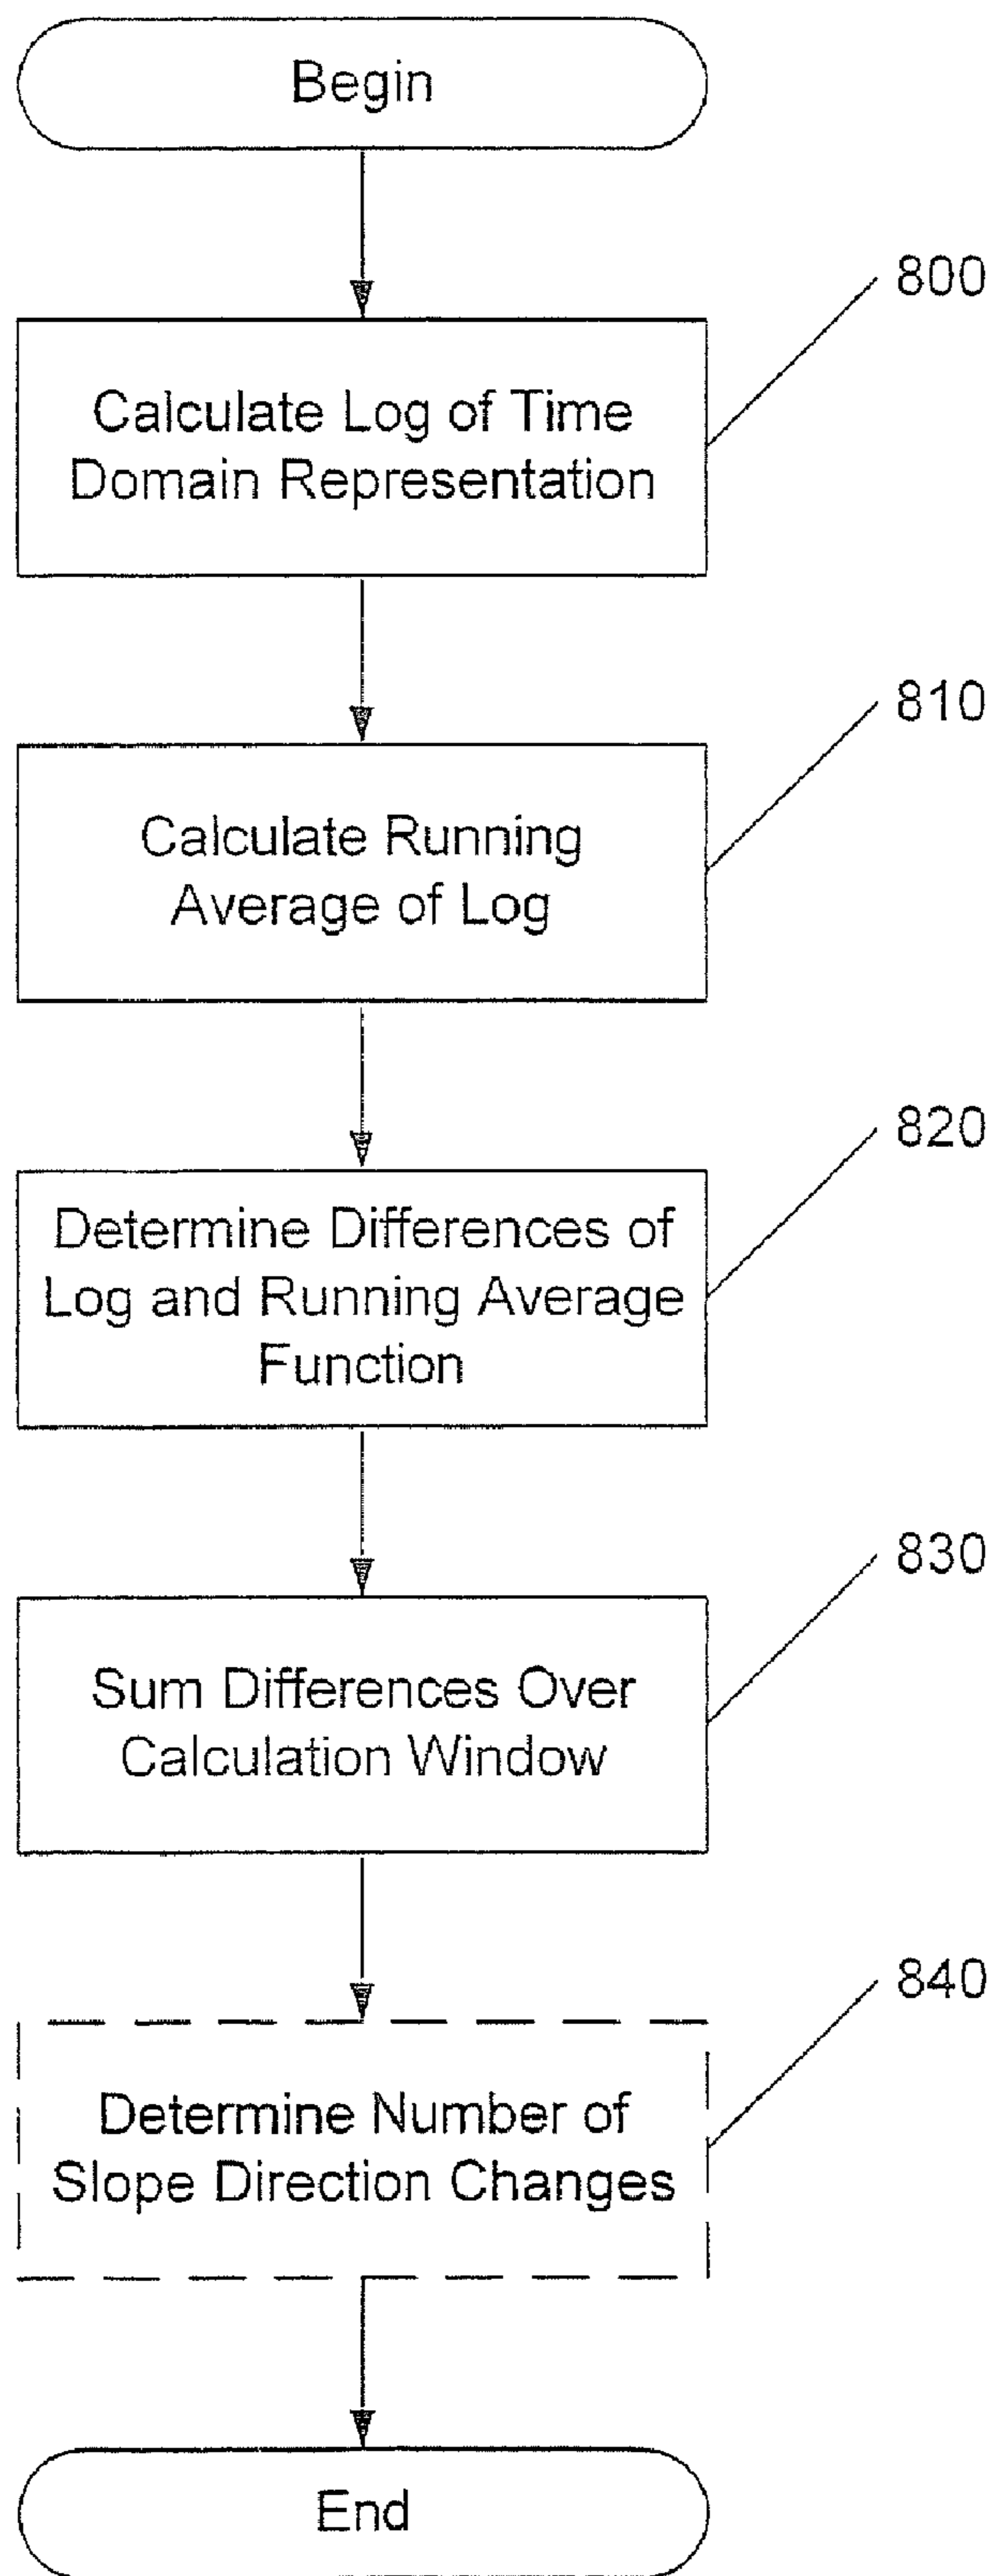 Begin
800
Calculate Log of Time
Domain Representation
810
Calculate Running
Average of Log
820
Determine Differences of
Log and Running Average
Function
830
Sum Differences Over
Calculation Window
840
Determine Number of
Slope Direction Changes
End